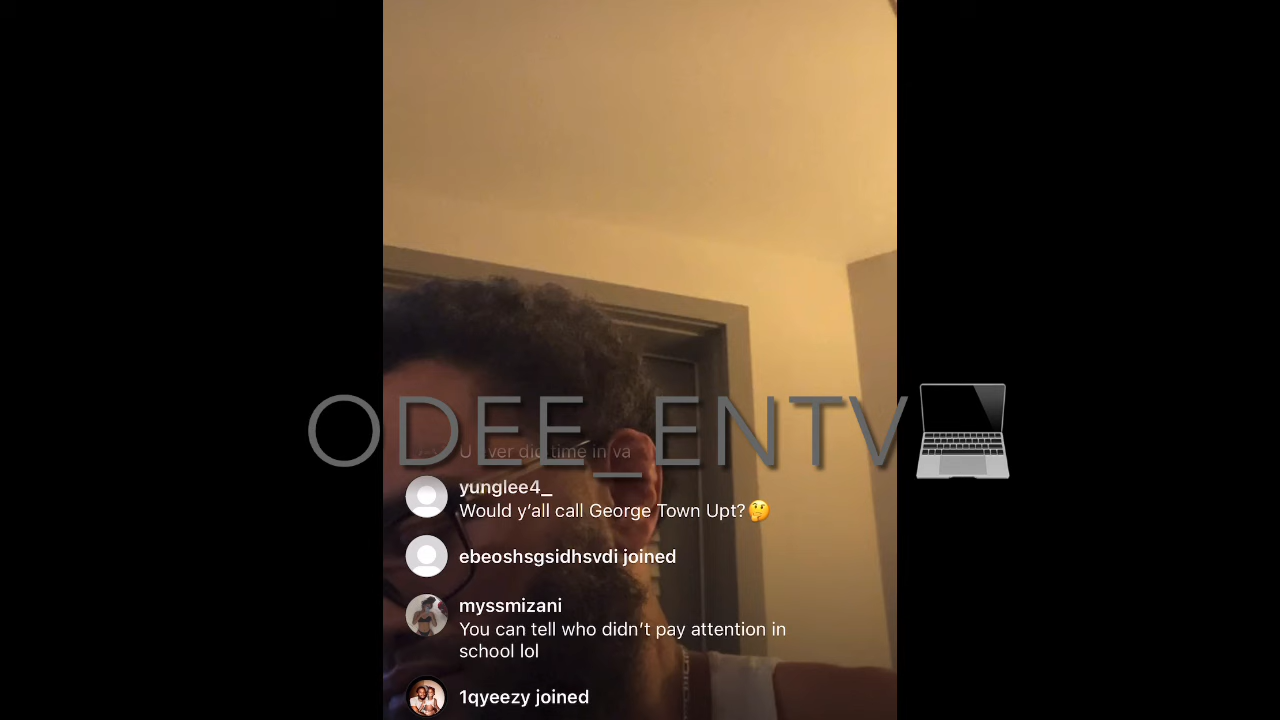 ODEE_ENTV
U ever did time in va
yunglee4_
Would y'all call George Town Upt?🤔
ebeoshsgsidhsvdi joined
myssmizani
You can tell who didn't pay attention in
school lol
1qyeezy joined